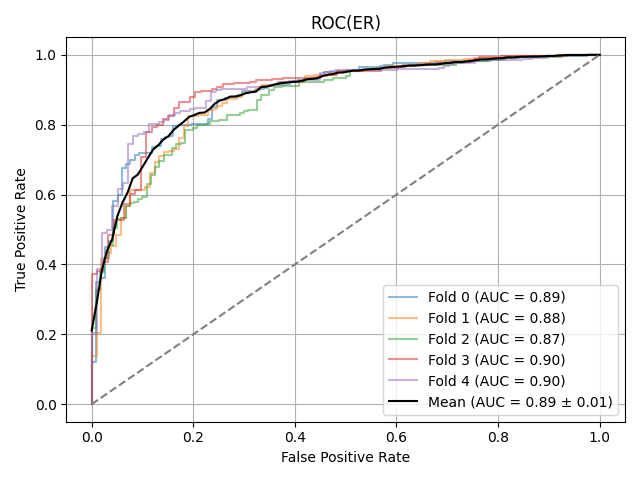 ROC(ER)
True Positive Rate
1.0
0.8
0.6
0.4
0.2
0.0
Fold 0 (AUC = 0.89)
Fold 1 (AUC = 0.88)
Fold 2 (AUC = 0.87)
Fold 3 (AUC = 0.90)
Fold 4 (AUC = 0.90)
Mean (AUC = 0.89 ± 0.01)
0.0 0.2 0.4 0.6 0.8 1.0
False Positive Rate